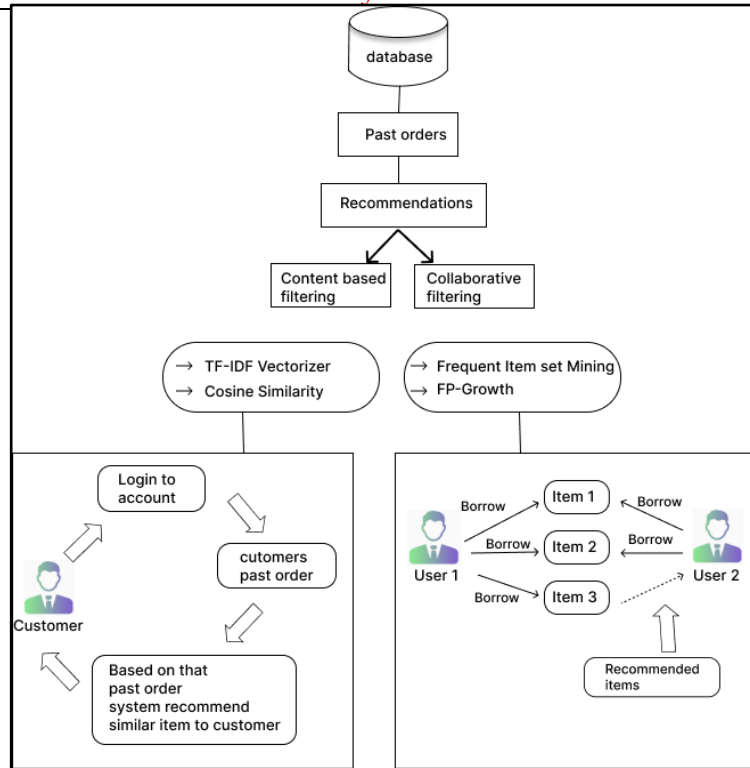 database
Past orders
Recommendations
Content based
filtering
Collaborative
filtering
→ TF-IDF Vectorizer
→ Cosine Similarity
→ Frequent Item set Mining
→ FP-Growth
Login to
account
cutomers
past order
Customer
Based on that
past order
system recommend
similar item to customer
Borrow
Item 1
Borrow
Borrow
Item 2
Borrow
User 1
User 2
Borrow
Item 3
Recommended
items